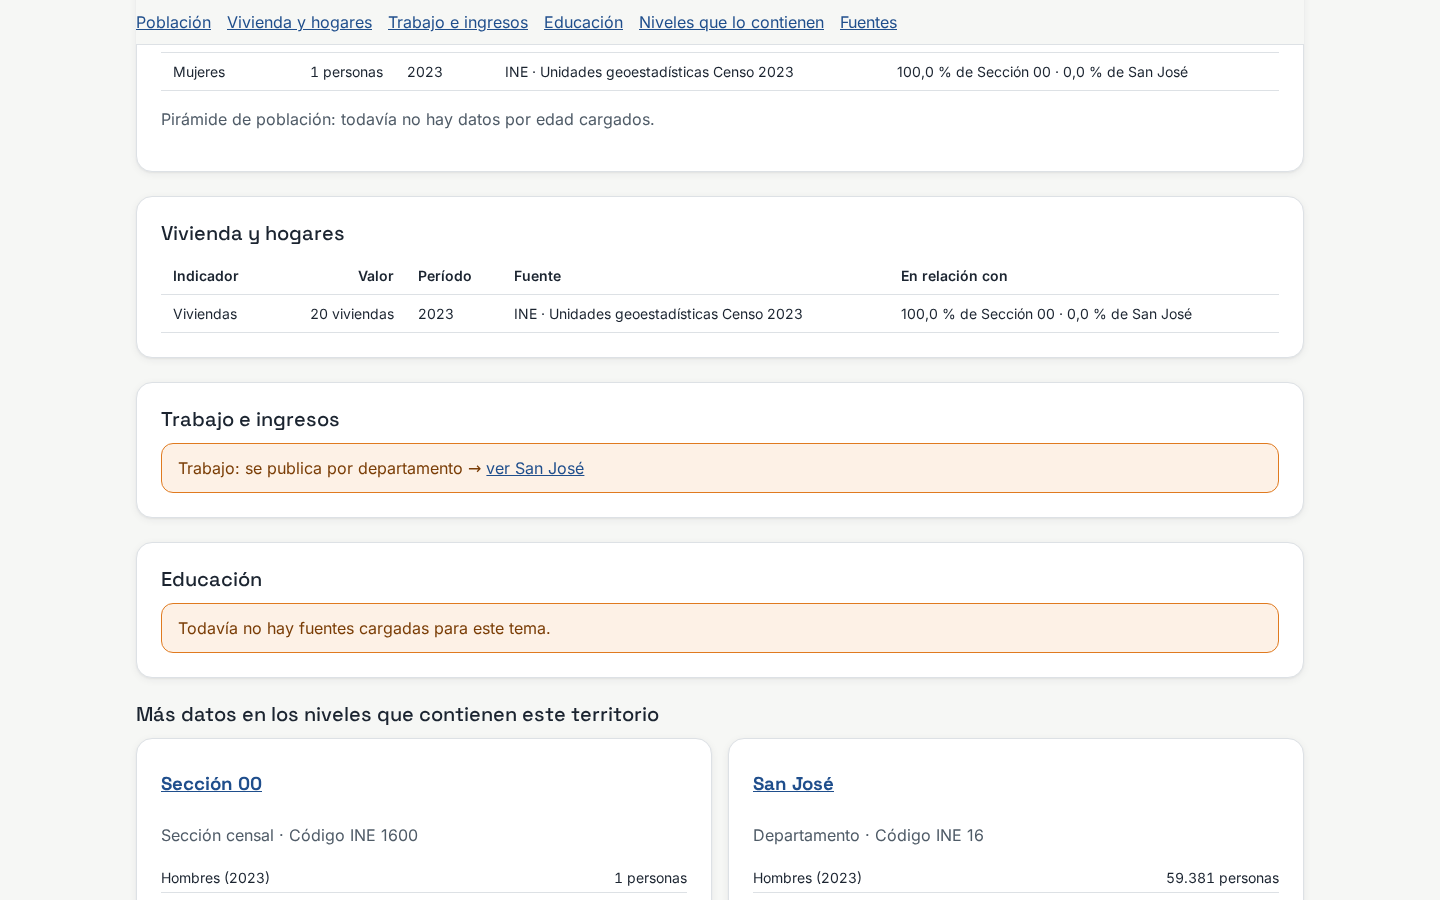 Población Vivienda y hogares Trabajo e ingresos Educación Niveles que lo contienen Fuentes
Mujeres 1 personas 2023 INE · Unidades geoestadísticas Censo 2023 100,0 % de Sección 00 · 0,0 % de San José
Pirámide de población: todavía no hay datos por edad cargados.
Vivienda y hogares
Indicador Valor Período Fuente En relación con
Viviendas 20 viviendas 2023 INE · Unidades geoestadísticas Censo 2023 100,0 % de Sección 00 · 0,0 % de San José
Trabajo e ingresos
Trabajo: se publica por departamento → ver San José
Educación
Todavía no hay fuentes cargadas para este tema.
Más datos en los niveles que contienen este territorio
Sección 00
Sección censal · Código INE 1600
Hombres (2023) 1 personas
San José
Departamento · Código INE 16
Hombres (2023) 59.381 personas